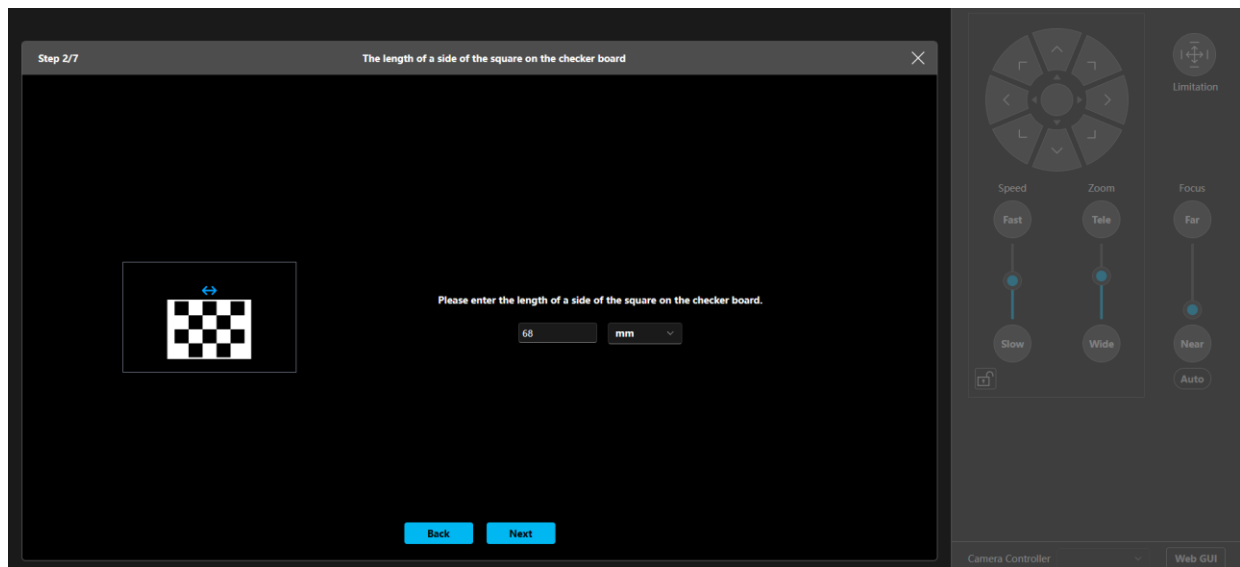 Step 2/7
The length of a side of the square on the checker board
Please enter the length of a side of the square on the checker board.
68
mm
Back
Next
Limitation
Speed
Zoom
Focus
Fast
Tele
Far
Slow
Wide
Near
Auto
Camera Controller
Web GUI